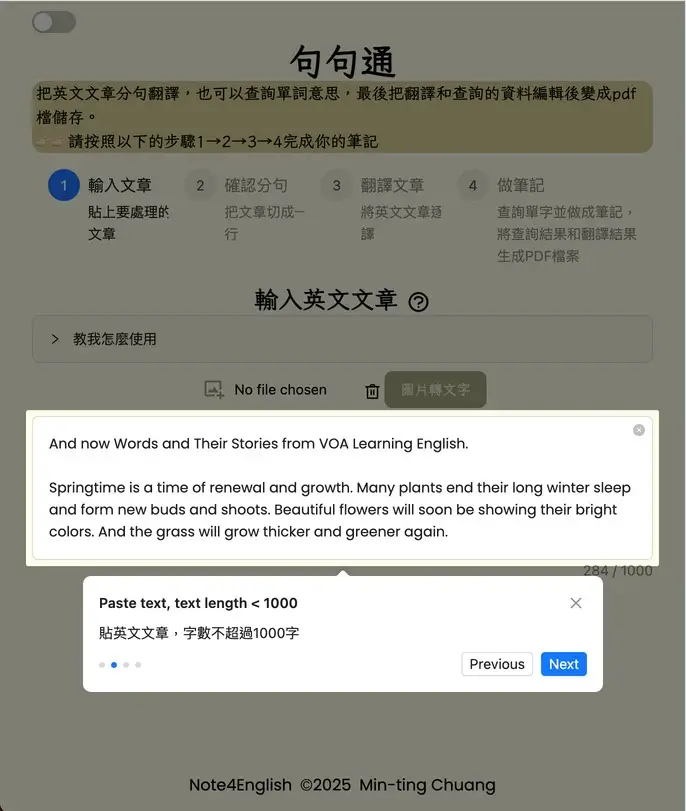 句句通
把英文文章分句翻譯，也可以查詢單詞意思，最後把翻譯和查詢的資料編輯後變成pdf
檔儲存。
👉🏻👉🏻 請按照以下的步驟1→2→3→4完成你的筆記
1 輸入文章
貼上要處理的
文章
2 確認分句
把文章切成一
行
3 翻譯文章
將英文文章逐
譯
4 做筆記
查詢單字並做成筆記，
將查詢結果和翻譯結果
生成PDF檔案
輸入英文文章
教我怎麼使用
No file chosen
圖片轉文字
And now Words and Their Stories from VOA Learning English.
Springtime is a time of renewal and growth. Many plants end their long winter sleep
and form new buds and shoots. Beautiful flowers will soon be showing their bright
colors. And the grass will grow thicker and greener again.
284 / 1000
Paste text, text length < 1000
貼英文文章，字數不超過1000字
Previous
Next
Note4English ©2025 Min-ting Chuang